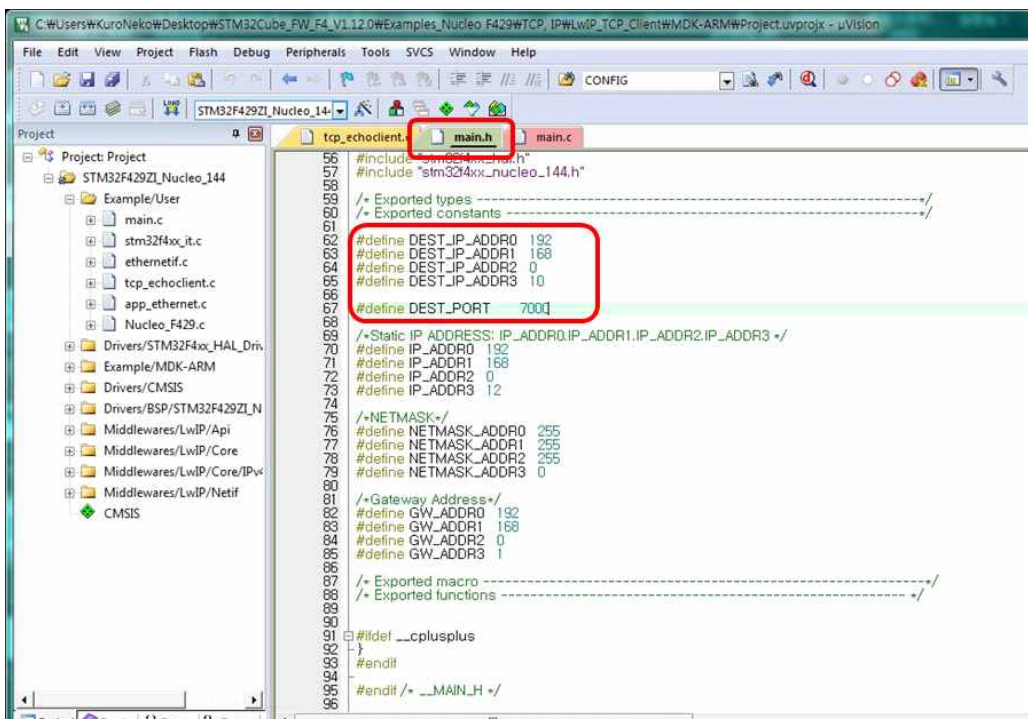 C:₩Users₩KuroNeko₩Desktop₩STM32Cube_FW_F4_V1.12.0₩Examples_Nucleo F429₩TCP, IP₩LwIP_TCP_Client₩MDK-ARM₩Project.uvprojx - µVision
File Edit View Project Flash Debug Peripherals Tools SVCS Window Help
CONFIG
LOAD STM32F429ZI_Nucleo_144
Project
tcp_echoclient. main.h main.c
Project: Project
STM32F429ZI_Nucleo_144
Example/User
main.c
stm32f4xx_it.c
ethernetif.c
tcp_echoclient.c
app_ethernet.c
Nucleo_F429.c
Drivers/STM32F4xx_HAL_Driv
Example/MDK-ARM
Drivers/CMSIS
Drivers/BSP/STM32F429ZI_N
Middlewares/LwIP/Api
Middlewares/LwIP/Core
Middlewares/LwIP/Core/IPv
Middlewares/LwIP/Netif
CMSIS
56 #include "stm32f4xx_hal.h"
57 #include "stm32f4xx_nucleo_144.h"
58
59 /* Exported types ------------------------------------------------------------*/
60 /* Exported constants --------------------------------------------------------*/
61
62 #define DEST_IP_ADDR0 192
63 #define DEST_IP_ADDR1 168
64 #define DEST_IP_ADDR2 0
65 #define DEST_IP_ADDR3 10
66
67 #define DEST_PORT 7000
68
69 /*Static IP ADDRESS: IP_ADDR0.IP_ADDR1.IP_ADDR2.IP_ADDR3 */
70 #define IP_ADDR0 192
71 #define IP_ADDR1 168
72 #define IP_ADDR2 0
73 #define IP_ADDR3 12
74
75 /*NETMASK*/
76 #define NETMASK_ADDR0 255
77 #define NETMASK_ADDR1 255
78 #define NETMASK_ADDR2 255
79 #define NETMASK_ADDR3 0
80
81 /*Gateway Address*/
82 #define GW_ADDR0 192
83 #define GW_ADDR1 168
84 #define GW_ADDR2 0
85 #define GW_ADDR3 1
86
87 /* Exported macro ------------------------------------------------------------*/
88 /* Exported functions ------------------------------------------------------- */
89
90
91 #ifdef __cplusplus
92 }
93 #endif
94
95 #endif /* __MAIN_H */
96